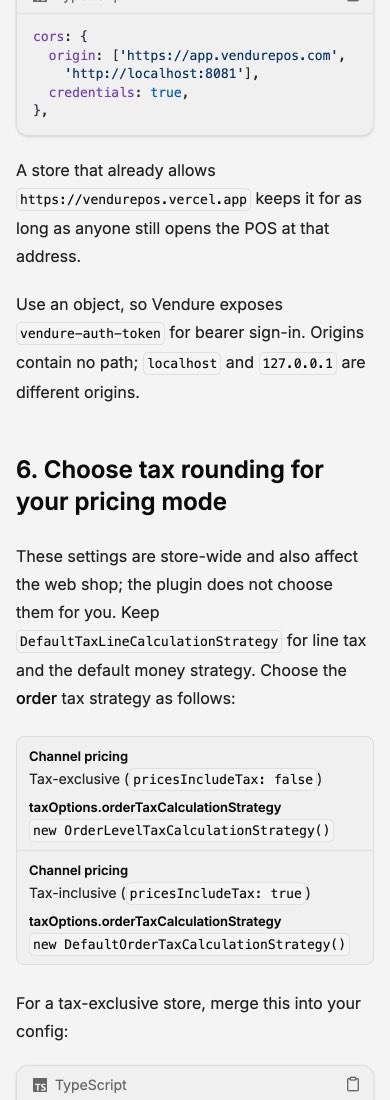 cors: {
origin: ['https://app.vendurepos.com',
'http://localhost:8081'],
credentials: true,
},
A store that already allows
https://vendurepos.vercel.app keeps it for as
long as anyone still opens the POS at that
address.
Use an object, so Vendure exposes
vendure-auth-token for bearer sign-in. Origins
contain no path; localhost and 127.0.0.1 are
different origins.
6. Choose tax rounding for
your pricing mode
These settings are store-wide and also affect
the web shop; the plugin does not choose
them for you. Keep
DefaultTaxLineCalculationStrategy for line tax
and the default money strategy. Choose the
order tax strategy as follows:
Channel pricing
Tax-exclusive (pricesIncludeTax: false)
taxOptions.orderTaxCalculationStrategy
new OrderLevelTaxCalculationStrategy()
Channel pricing
Tax-inclusive (pricesIncludeTax: true)
taxOptions.orderTaxCalculationStrategy
new DefaultOrderTaxCalculationStrategy()
For a tax-exclusive store, merge this into your
config:
TS TypeScript